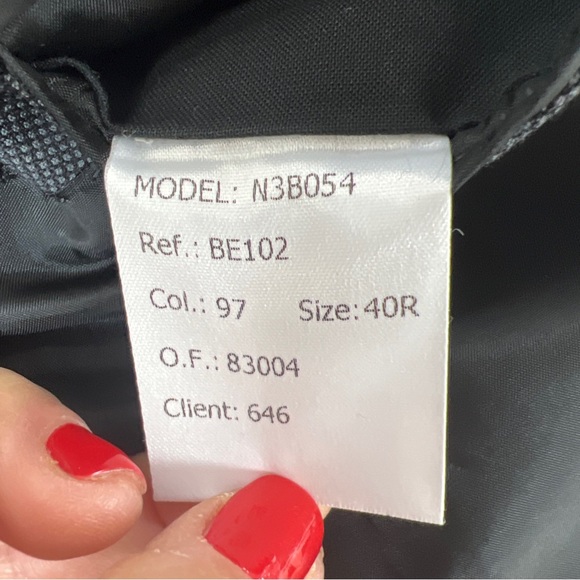 MODEL: N3B054
Ref.: BE102
Col.: 97 Size: 40R
O.F.: 83004
Client: 646